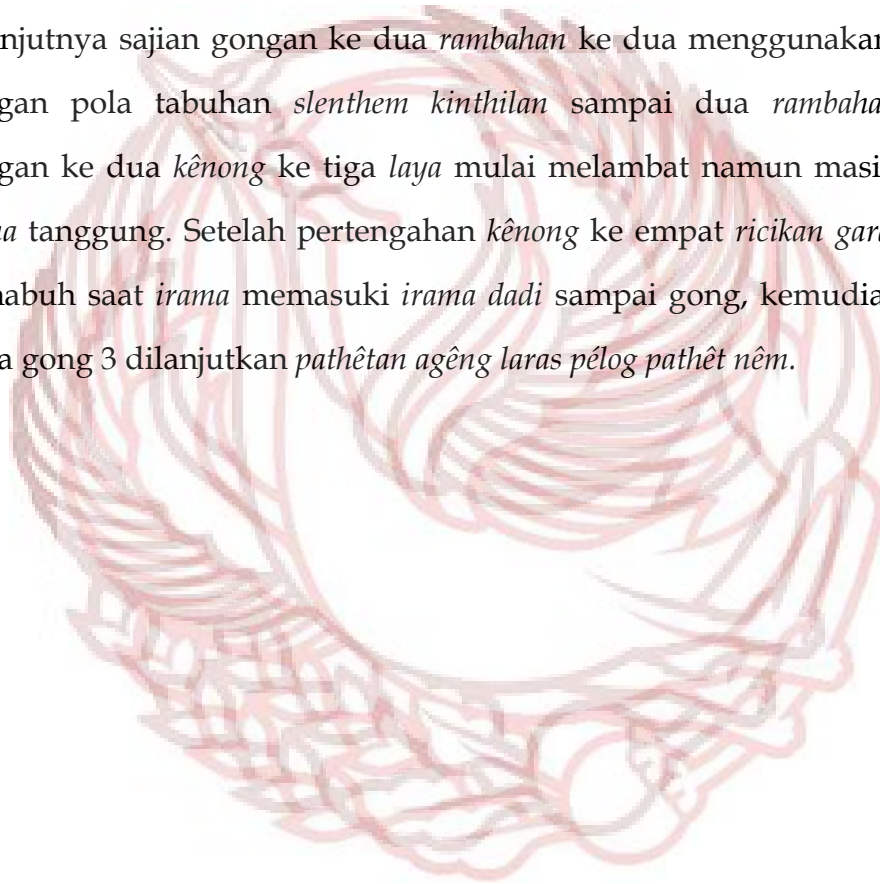 njutnya sajian gongan ke dua rambahan ke dua menggunakan
gan pola tabuhan slenthem kinthilan sampai dua rambaha
gan ke dua kênong ke tiga laya mulai melambat namun masi
a tanggung. Setelah pertengahan kênong ke empat ricikan gara
nabuh saat irama memasuki irama dadi sampai gong, kemudia
a gong 3 dilanjutkan pathêtan agêng laras pélog pathêt nêm.